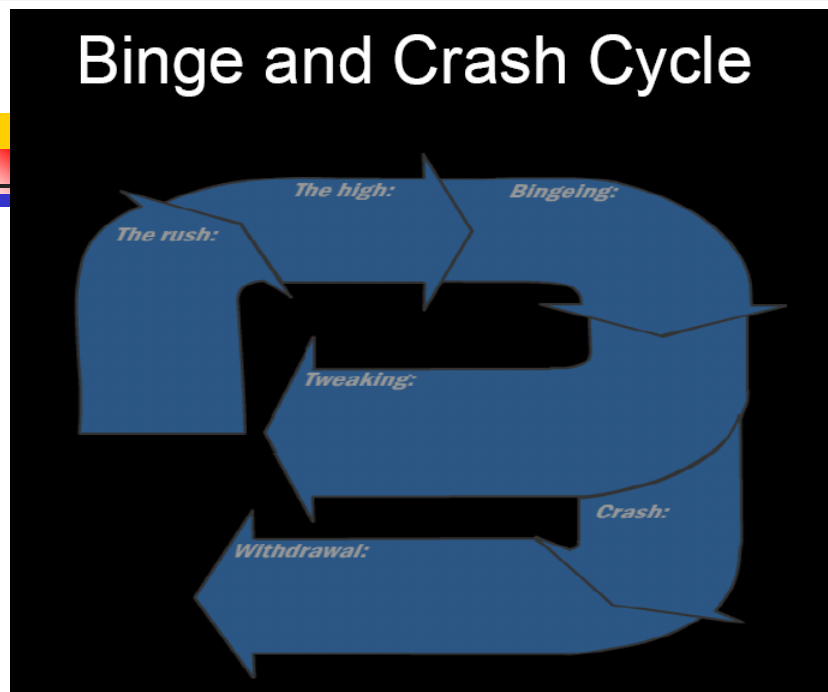 Binge and Crash Cycle
The rush:
The high:
Bingeing:
Tweaking:
Crash:
Withdrawal: